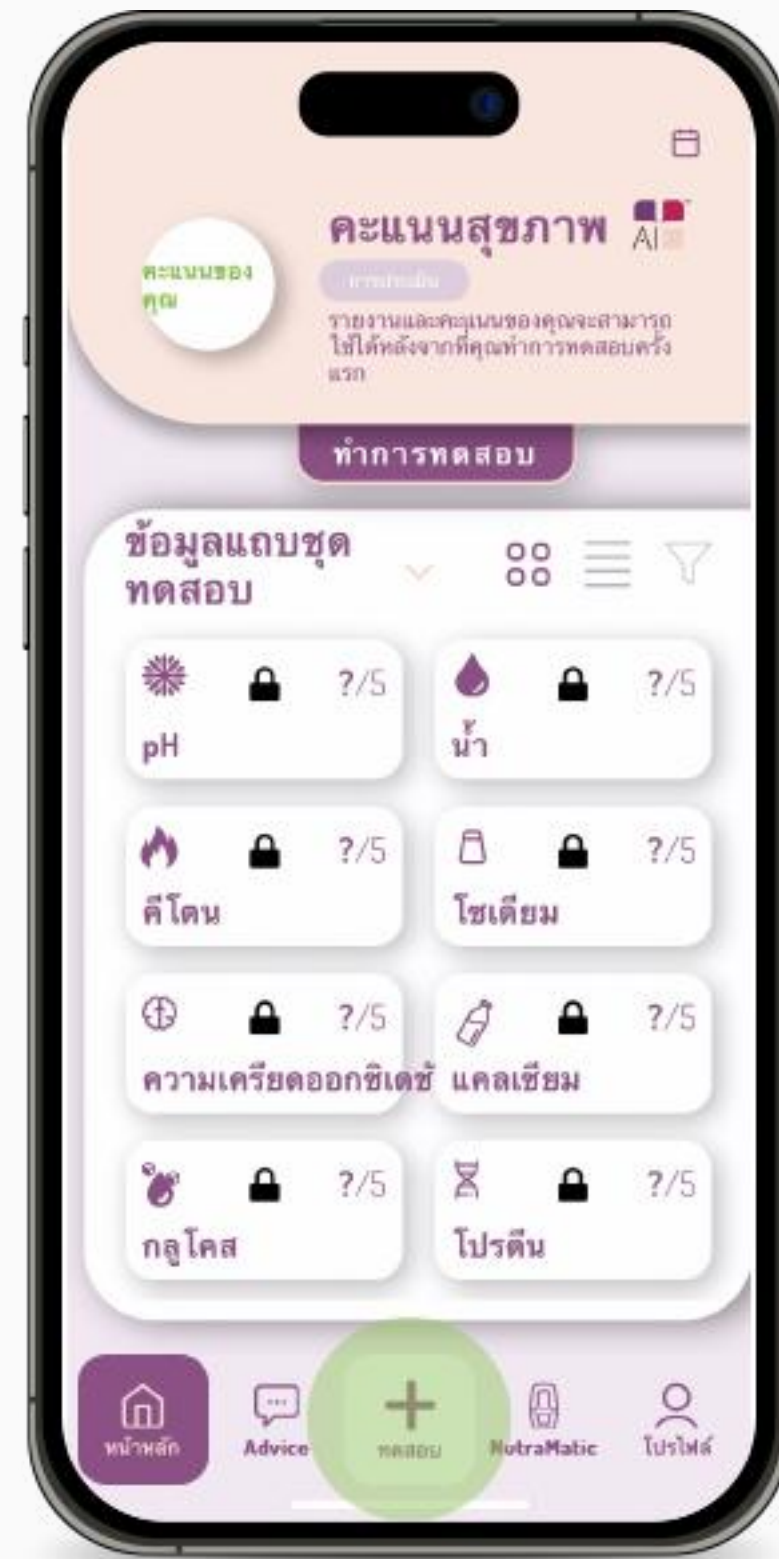 คะแนนสุขภาพ
AI
คะแนนของ
คุณ
การประเมิน
รายงานและคะแนนของคุณจะสามารถ
ใช้ได้หลังจากที่คุณทำการทดสอบครั้ง
แรก
ทำการทดสอบ
ข้อมูลแถบชุด
ทดสอบ
?/5
pH
?/5
น้ำ
?/5
คีโตน
?/5
โซเดียม
?/5
ความเครียดออกซิเดชั
?/5
แคลเซียม
?/5
กลูโคส
?/5
โปรตีน
หน้าหลัก
Advice
ทดสอบ
NutraMatic
โปรไฟล์